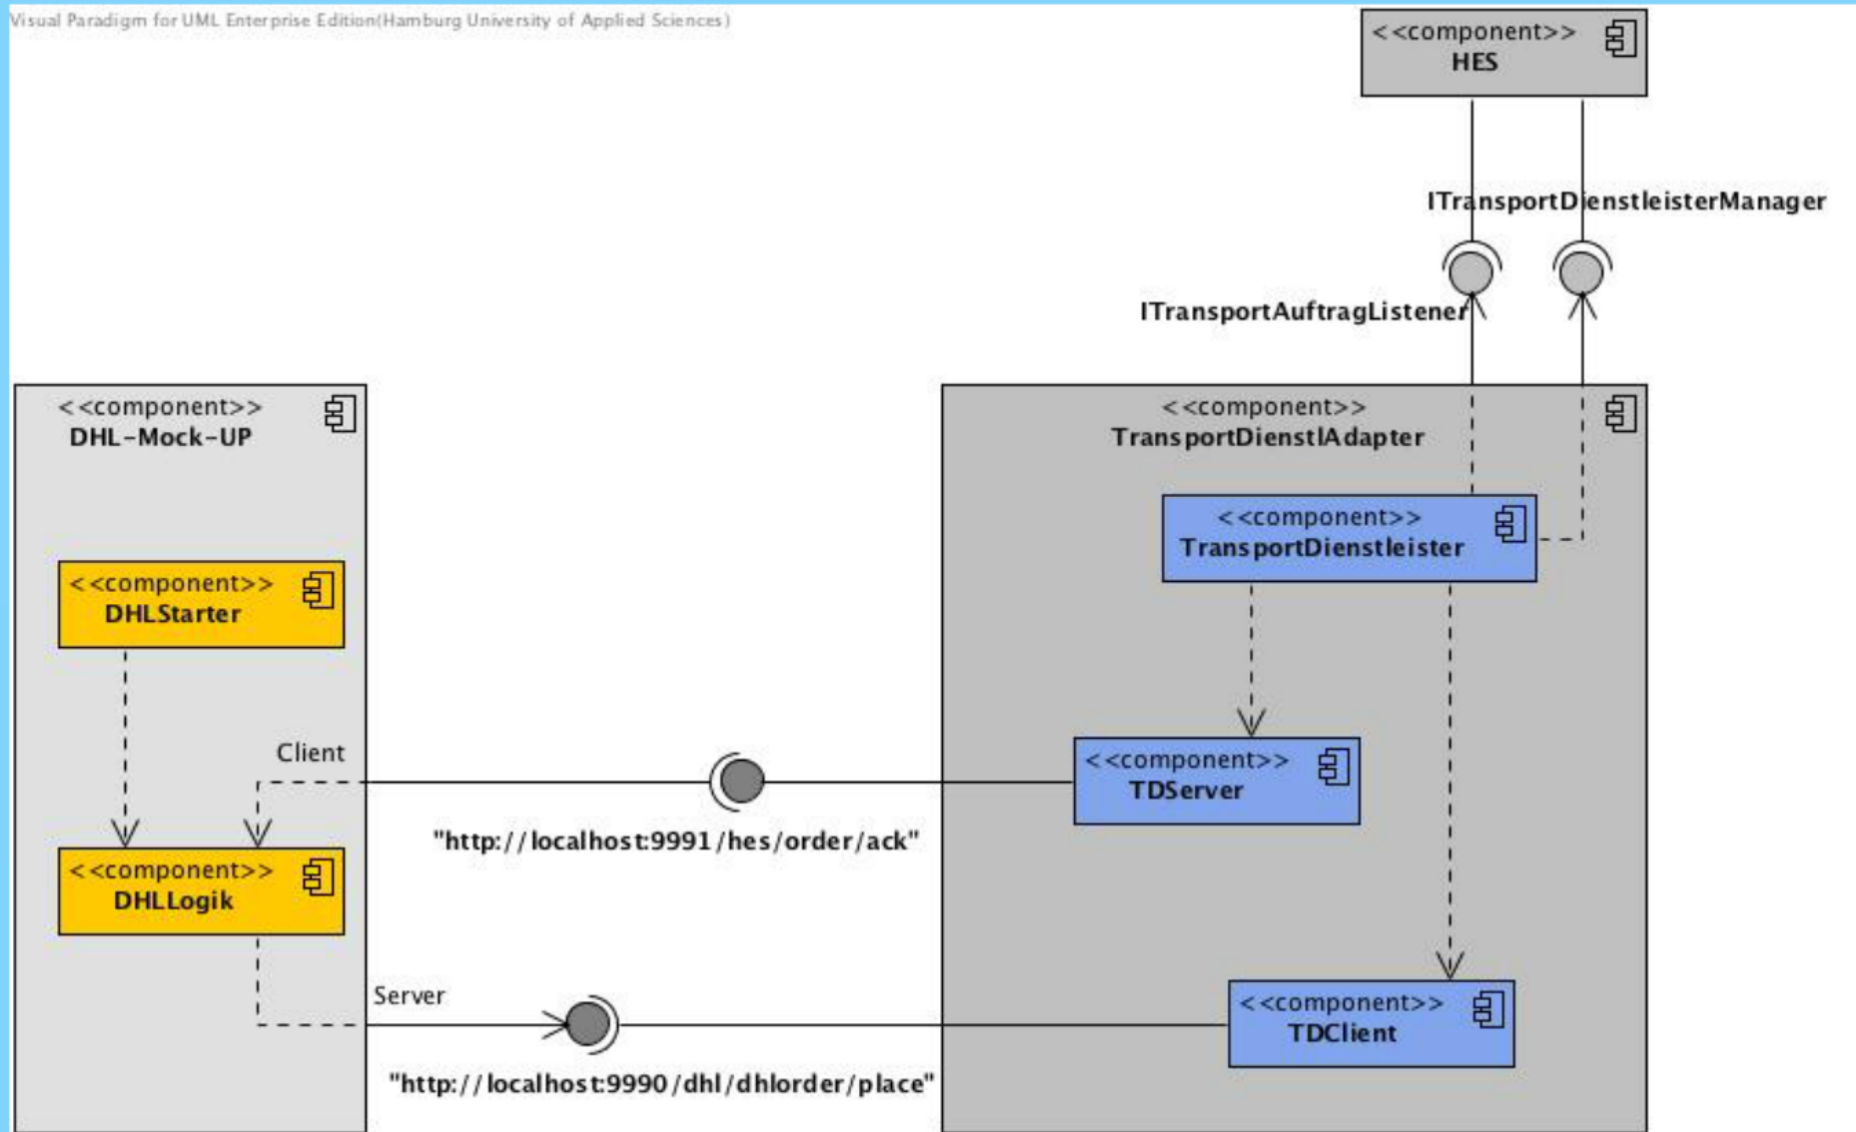 Visual Paradigm for UML Enterprise Edition(Hamburg University of Applied Sciences)
<<component>>
HES
ITransportDienstleisterManager
ITransportAuftragListener
<<component>>
DHL-Mock-UP
<<component>>
TransportDienstlAdapter
<<component>>
TransportDienstleister
<<component>>
DHLStarter
Client
<<component>>
TDServer
"http://localhost:9991/hes/order/ack"
<<component>>
DHLLogik
Server
<<component>>
TDClient
"http://localhost:9990/dhl/dhlorder/place"